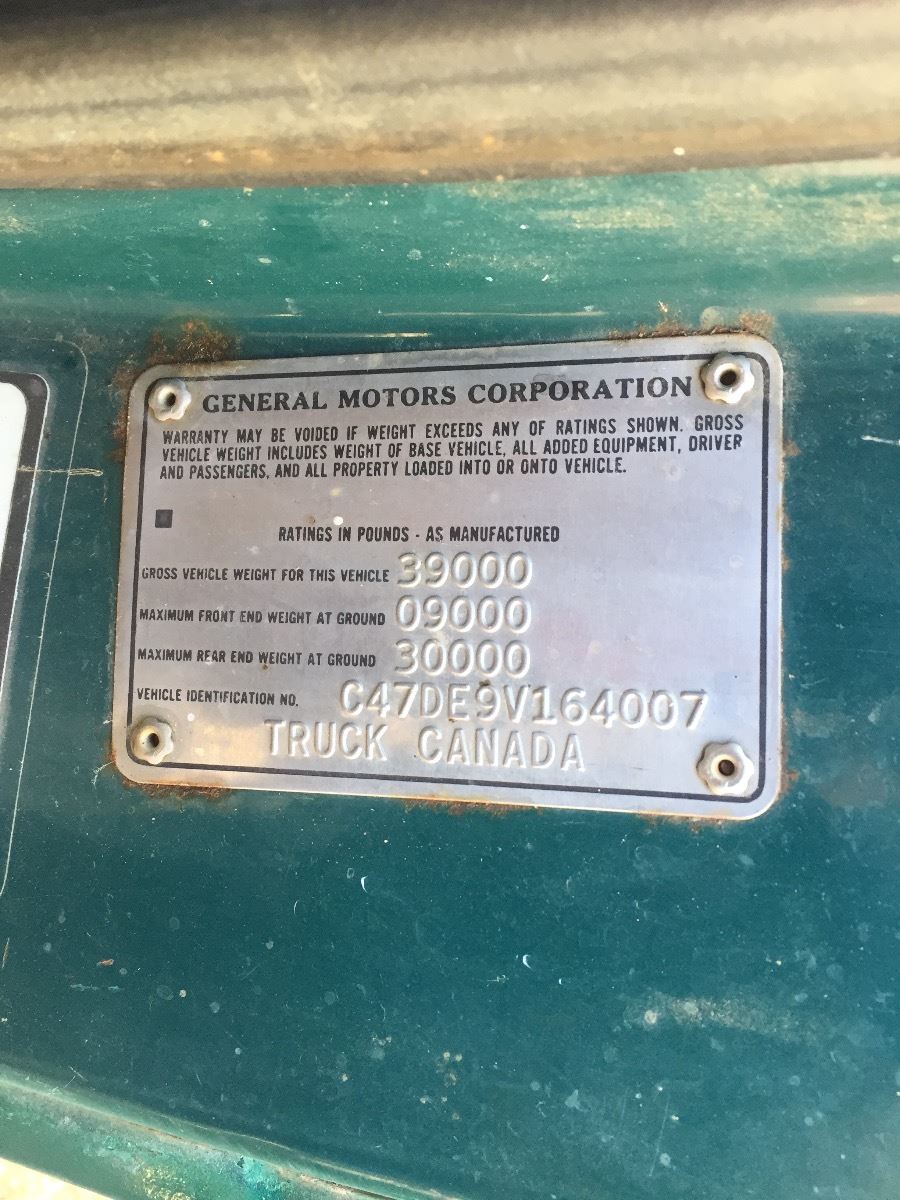 GENERAL MOTORS CORPORATION
WARRANTY MAY BE VOIDED IF WEIGHT EXCEEDS ANY OF RATINGS SHOWN. GROSS
VEHICLE WEIGHT INCLUDES WEIGHT OF BASE VEHICLE, ALL ADDED EQUIPMENT, DRIVER
AND PASSENGERS, AND ALL PROPERTY LOADED INTO OR ONTO VEHICLE.
RATINGS IN POUNDS - AS MANUFACTURED
GROSS VEHICLE WEIGHT FOR THIS VEHICLE 39000
MAXIMUM FRONT END WEIGHT AT GROUND 09000
MAXIMUM REAR END WEIGHT AT GROUND 30000
VEHICLE IDENTIFICATION NO. C47DE9V164007
TRUCK CANADA